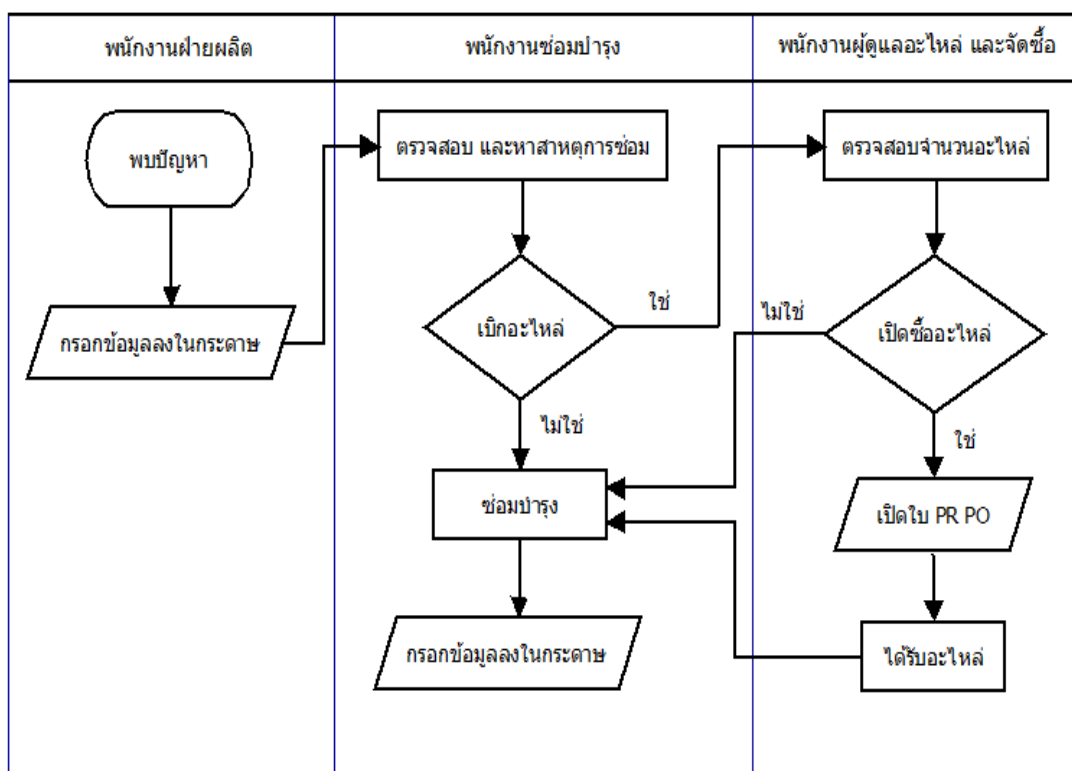 พนักงานฝ่ายผลิต
พนักงานซ่อมบำรุง
พนักงานผู้ดูแลอะไหล่ และจัดซื้อ
พบปัญหา
กรอกข้อมูลลงในกระดาษ
ตรวจสอบ และหาสาหตุการซ่อม
เบิกอะไหล่
ใช่
ไม่ใช่
ซ่อมบำรุง
กรอกข้อมูลลงในกระดาษ
ตรวจสอบจำนวนอะไหล่
เปิดซื้ออะไหล่
ไม่ใช่
ใช่
เปิดใบ PR PO
ได้รับอะไหล่